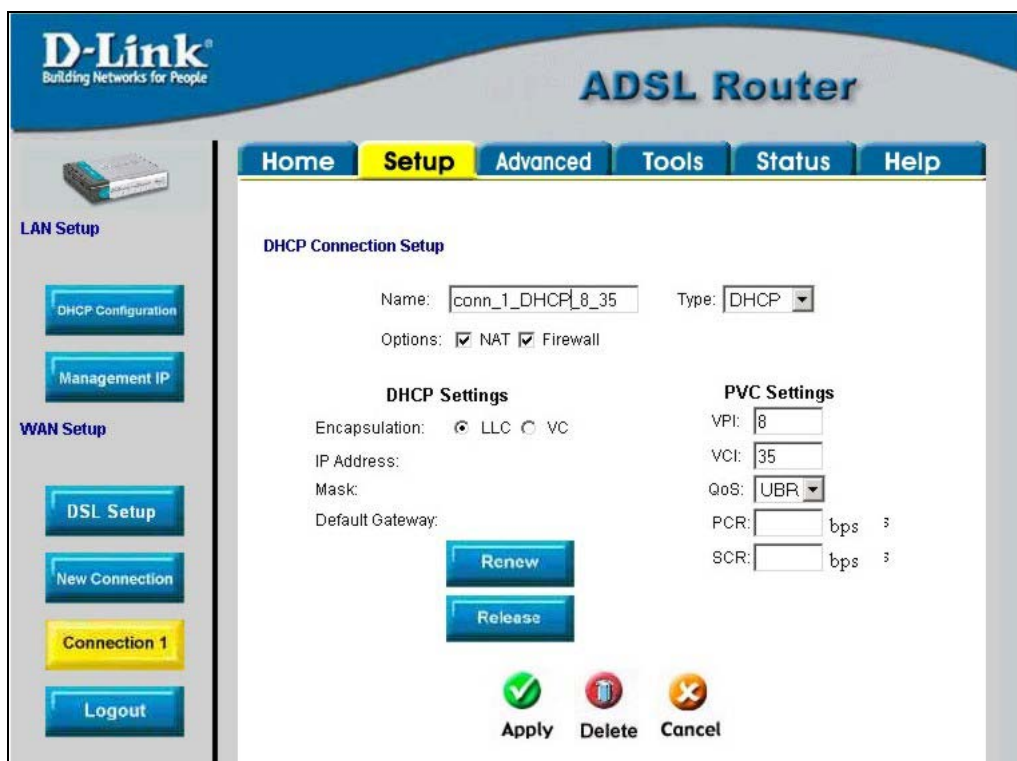 D-Link
Building Networks for People
ADSL Router
Home Setup Advanced Tools Status Help
LAN Setup
DHCP Configuration
Management IP
WAN Setup
DSL Setup
New Connection
Connection 1
Logout
DHCP Connection Setup
Name: conn_1_DHCP_8_35 Type: DHCP
Options: NAT Firewall
DHCP Settings
Encapsulation: LLC VC
IP Address:
Mask:
Default Gateway:
Renew
Release
PVC Settings
VPI: 8
VCI: 35
QoS: UBR
PCR: bps s
SCR: bps s
Apply Delete Cancel